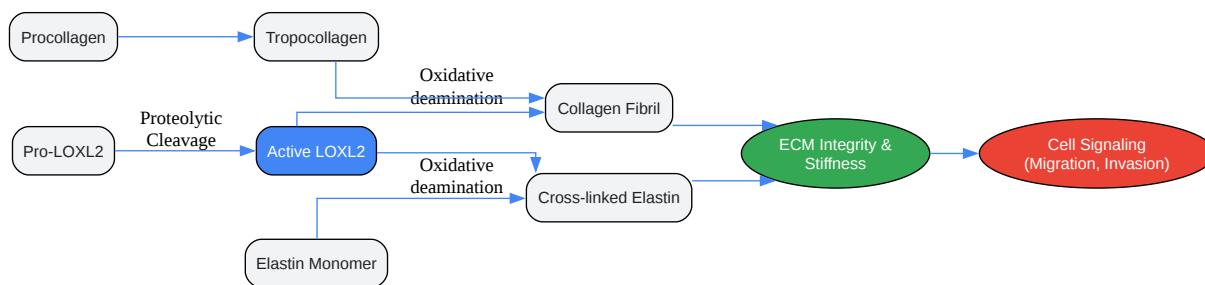 Procollagen
Tropocollagen
Oxidative
deamination
Collagen Fibril
Pro-LOXL2
Proteolytic
Cleavage
Active LOXL2
Oxidative
deamination
Cross-linked Elastin
Elastin Monomer
ECM Integrity &
Stiffness
Cell Signaling
(Migration, Invasion)